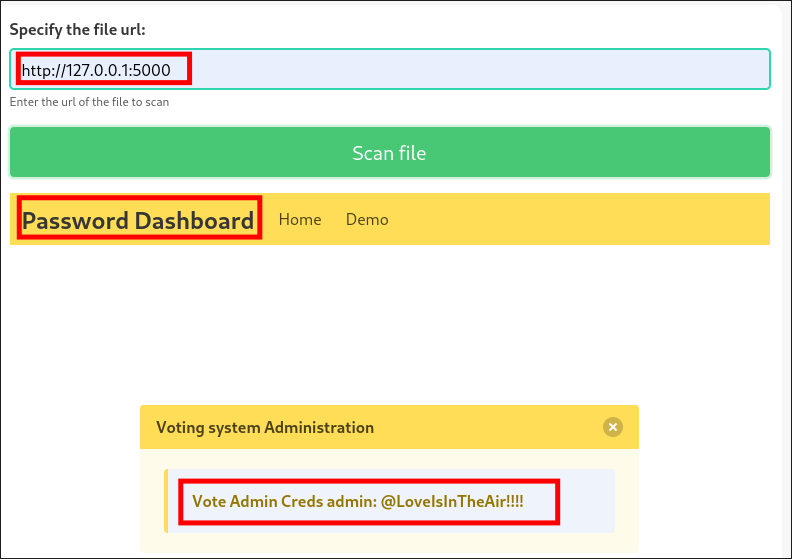 Specify the file url:
http://127.0.0.1:5000
Enter the url of the file to scan
Scan file
Password Dashboard Home Demo
Voting system Administration
Vote Admin Creds admin: @LoveIsInTheAir!!!!